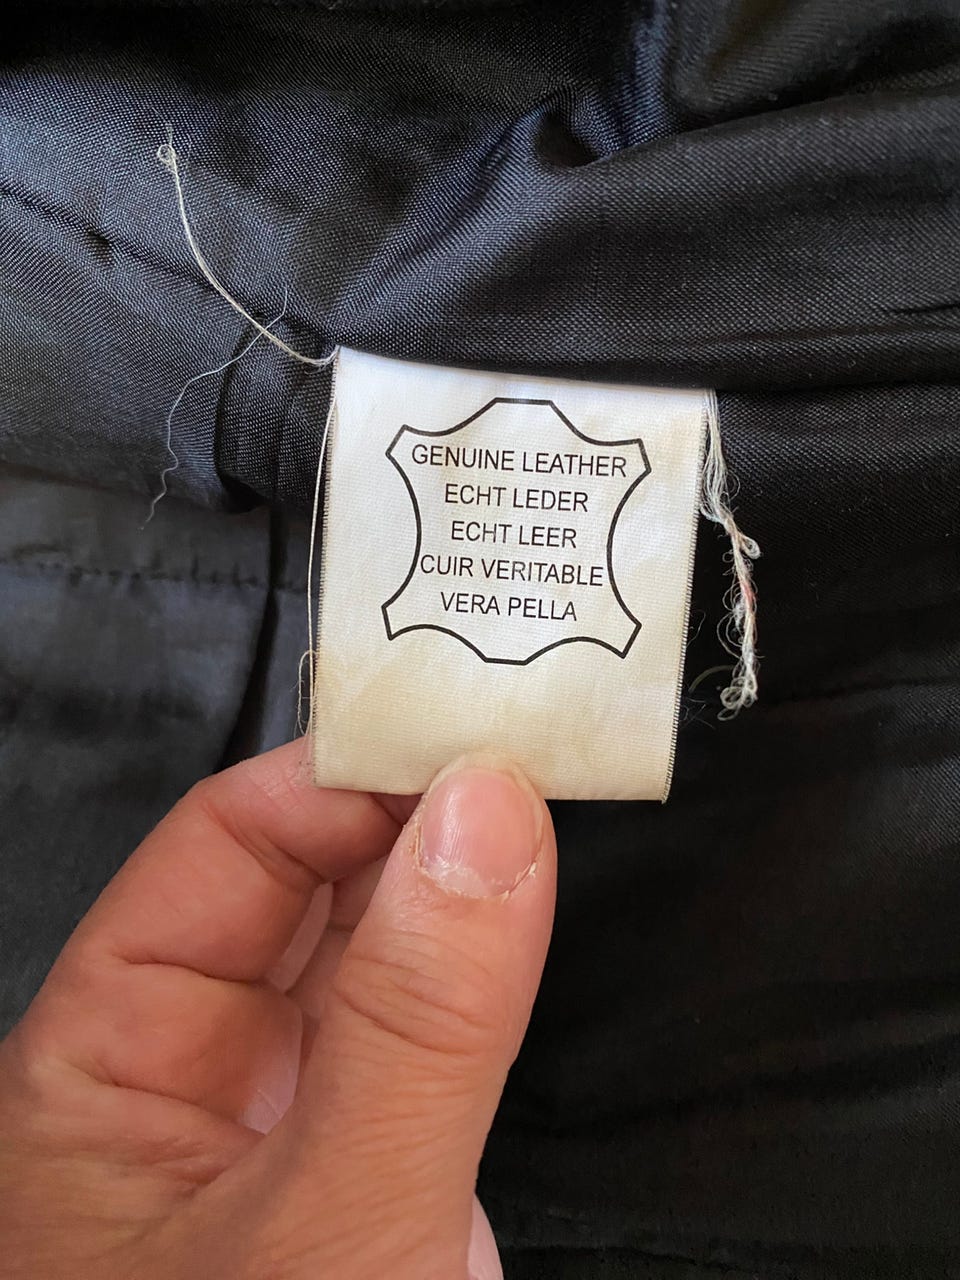 GENUINE LEATHER
ECHT LEDER
ECHT LEER
CUIR VERITABLE
VERA PELLA